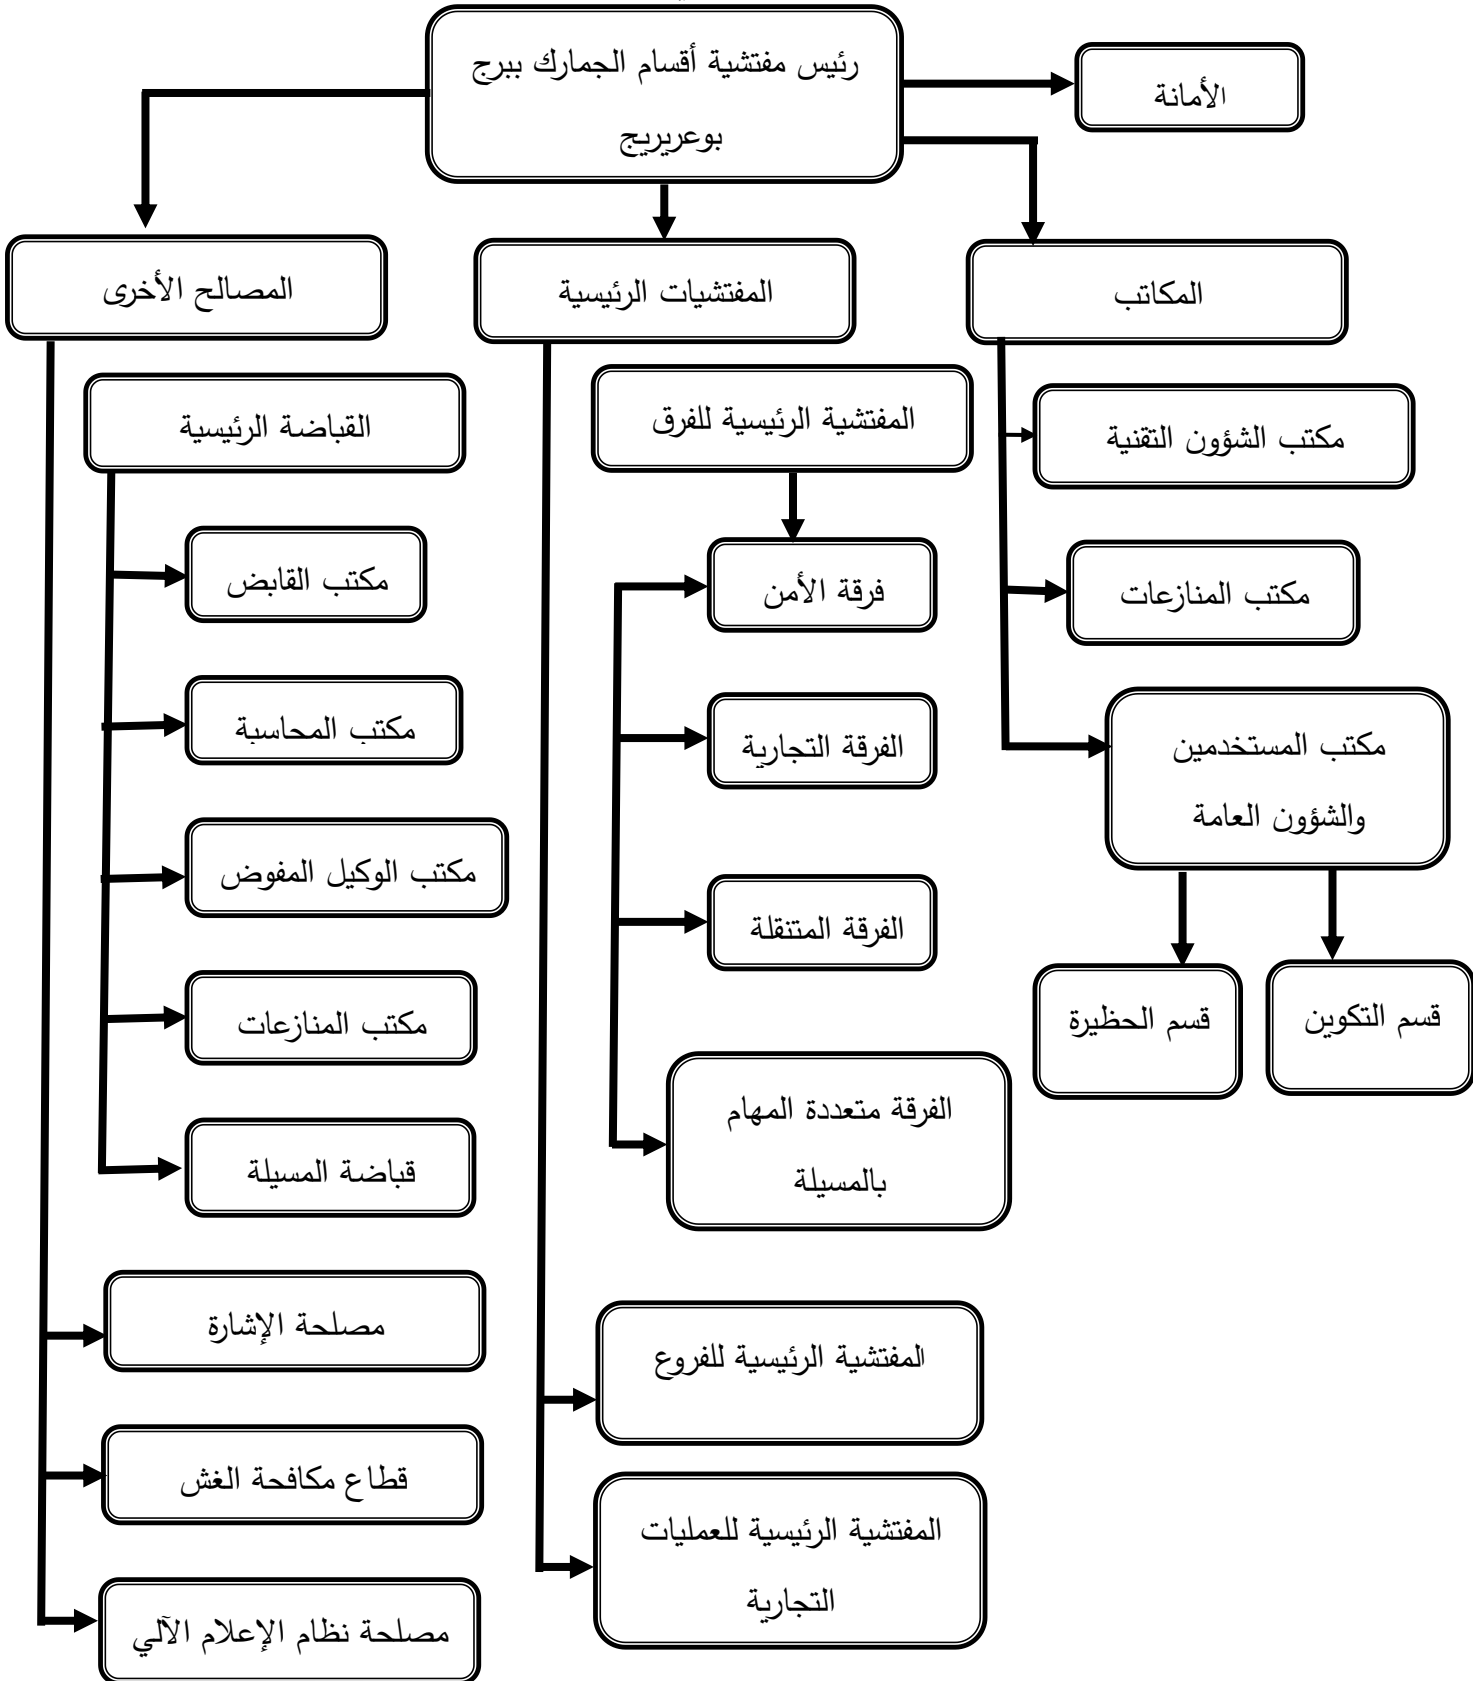 رئيس مفتشية أقسام الجمارك ببرج
بوعريريج
الأمانة
المكاتب
المفتشيات الرئيسية
المصالح الأخرى
مكتب الشؤون التقنية
مكتب المنازعات
مكتب المستخدمين
والشؤون العامة
قسم التكوين
قسم الحظيرة
المفتشية الرئيسية للفرق
فرقة الأمن
الفرقة التجارية
الفرقة المتنقلة
الفرقة متعددة المهام
بالمسيلة
المفتشية الرئيسية للفروع
المفتشية الرئيسية للعمليات
التجارية
القباضة الرئيسية
مكتب القابض
مكتب المحاسبة
مكتب الوكيل المفوض
مكتب المنازعات
قباضة المسيلة
مصلحة الإشارة
قطاع مكافحة الغش
مصلحة نظام الإعلام الآلي